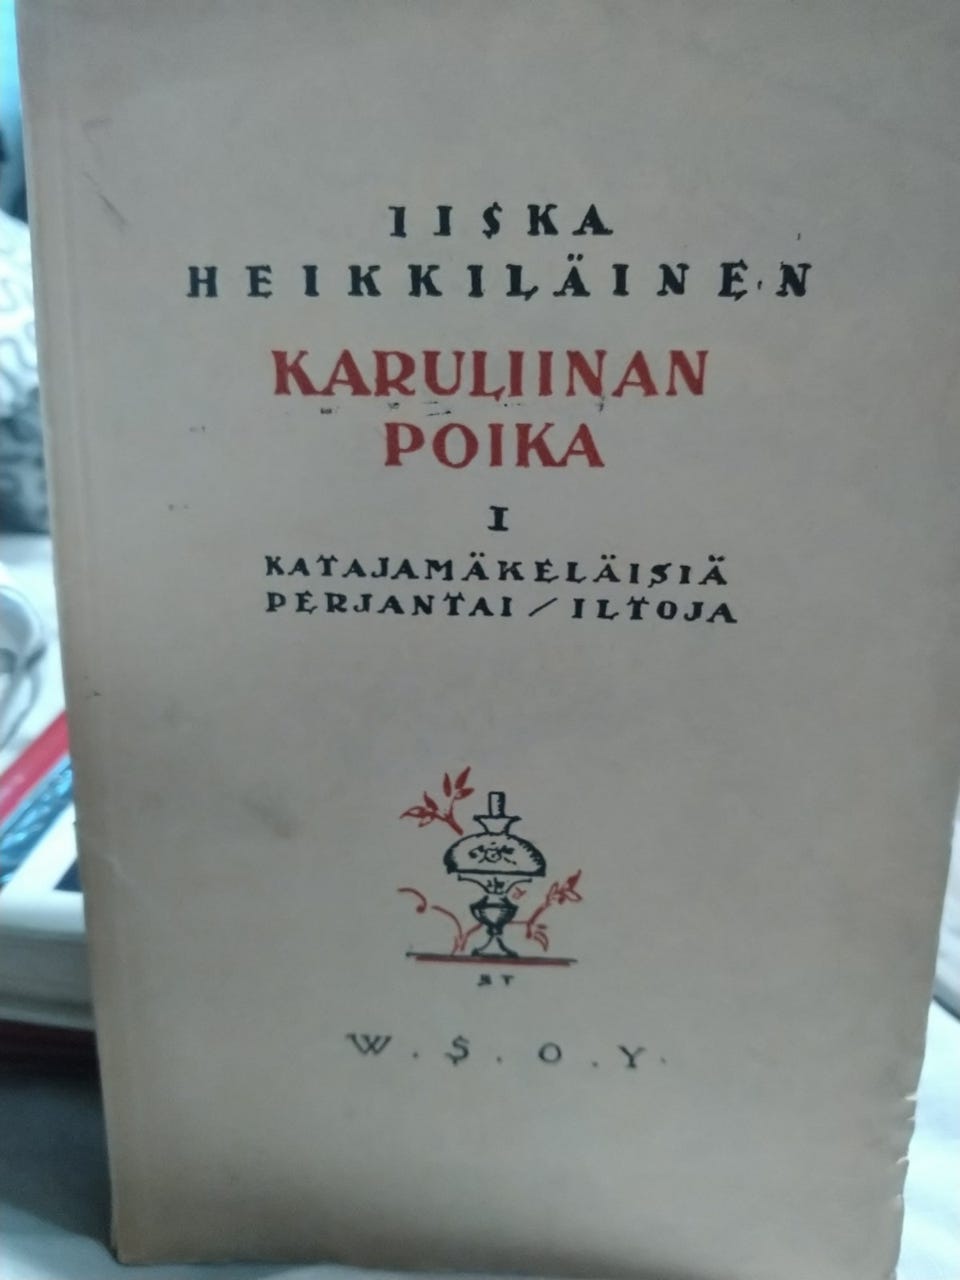 IISKA
HEIKKILÄINEN
KARULIINAN
POIKA
I
KATAJAMÄKELÄISIÄ
PERJANTAI/ILTOJA
W.S.O.Y.